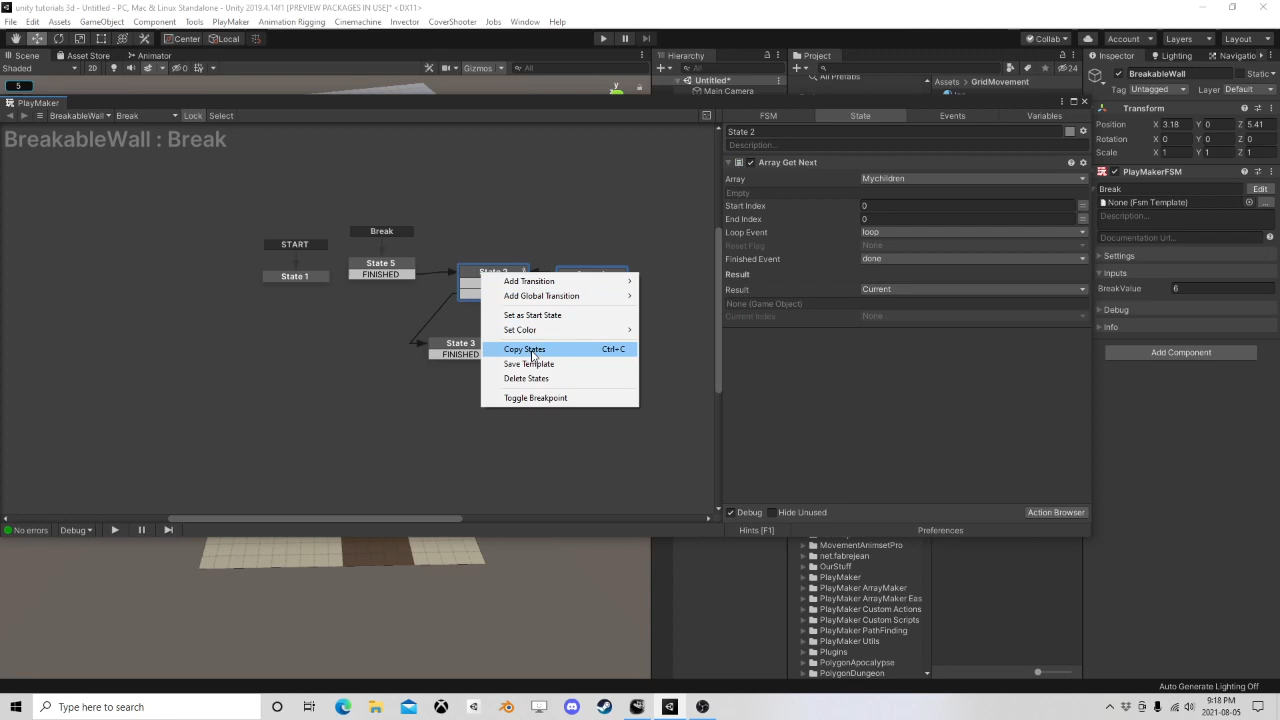 unity tutorials 3d - Untitled - PC, Mac & Linux Standalone - Unity 2019.4.14f1 [PREVIEW PACKAGES IN USE]* <DX11>
File Edit Assets GameObject Component Tools PlayMaker Animation Rigging Cinemachine Invector CoverShooter Jobs Window Help
Center Local Collab Account Layers Layout
Scene Asset Store Animator Hierarchy Project Inspector Lighting Navigation
Shaded 2D 0 Gizmos All All 24 BreakableWall Static
5 Untitled* All Prefabs Assets GridMovement Tag Untagged Layer Default
Main Camera
PlayMaker Transform
BreakableWall Break Lock Select FSM State Events Variables
Position X 3.18 Y 0 Z 5.41
BreakableWall : Break
State 2 Rotation X 0 Y 0 Z 0
Description... Scale X 1 Y 1 Z 1
Array Get Next PlayMakerFSM
Array Mychildren Break Edit
Empty None (Fsm Template) ...
Start Index 0 Description...
End Index 0
Break Loop Event loop Documentation Url...
START Reset Flag None Settings
State 5 Finished Event done Inputs
FINISHED
State 1 Result BreakValue 6
Add Transition Result Current
Add Global Transition None (Game Object) Debug
Set as Start State Current Index None
Set Color Info
State 3 Copy States Ctrl+C Add Component
FINISHED
Save Template
Delete States
Toggle Breakpoint
Debug Hide Unused Action Browser
No errors Debug Hints [F1] Preferences
MovementAnimsetPro
net.fabrejean
OurStuff
PlayMaker
PlayMaker ArrayMaker
PlayMaker ArrayMaker Eas
PlayMaker Custom Actions
PlayMaker Custom Scripts
PlayMaker PathFinding
PlayMaker Utils
Plugins
PolygonApocalypse
PolygonDungeon
Auto Generate Lighting Off
Type here to search 9:18 PM
2021-08-05